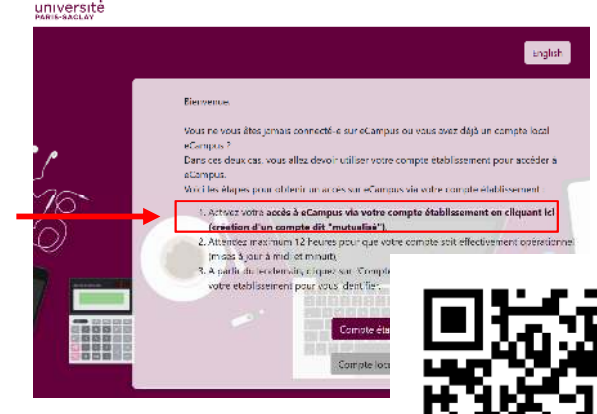 université
PARIS-SACLAY
English
Bienvenue,
Vous ne vous êtes jamais connecté-e sur eCampus ou vous avez déjà un compte local
eCampus ?
Dans ces deux cas, vous allez devoir utiliser votre compte établissement pour accéder à
eCampus.
Voici les étapes pour obtenir un accès sur eCampus via votre compte établissement :
1. Activez votre accès à eCampus via votre compte établissement en cliquant ici
(création d'un compte dit "mutualisé"),
2. Attendez maximum 12 heures pour que votre compte soit effectivement opérationnel
(mises à jour à midi et minuit),
3. A partir du lendemain, cliquez sur "Compte
votre établissement pour vous identifier.
Compte éta
Compte loc